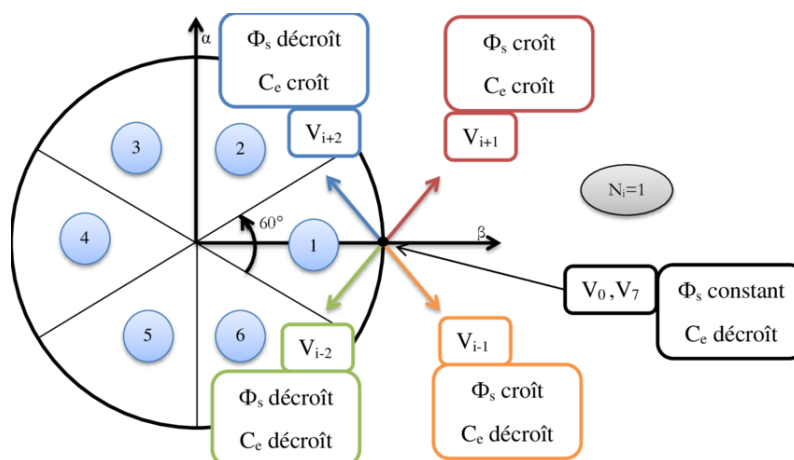 α
Φs décroît
Ce croît
Vi+2
Φs croît
Ce croît
Vi+1
3
2
Ni=1
60°
4
1
β
V0 ,V7
Φs constant
Ce décroît
5
6
Vi-2
Φs décroît
Ce décroît
Vi-1
Φs croît
Ce décroît